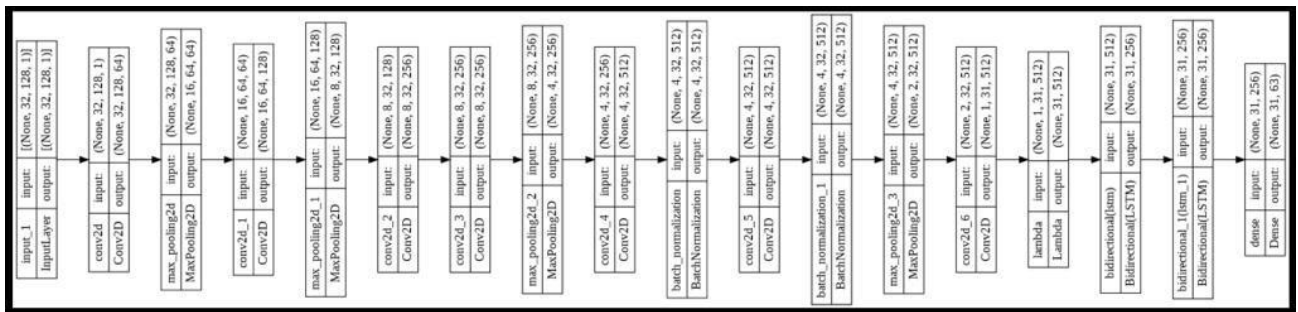 input_1 input: [(None, 32, 128, 1)]
InputLayer output: [(None, 32, 128, 1)]
conv2d input: (None, 32, 128, 1)
Conv2D output: (None, 32, 128, 64)
max_pooling2d input: (None, 32, 128, 64)
MaxPooling2D output: (None, 16, 64, 64)
conv2d_1 input: (None, 16, 64, 64)
Conv2D output: (None, 16, 64, 128)
max_pooling2d_1 input: (None, 16, 64, 128)
MaxPooling2D output: (None, 8, 32, 128)
conv2d_2 input: (None, 8, 32, 128)
Conv2D output: (None, 8, 32, 256)
conv2d_3 input: (None, 8, 32, 256)
Conv2D output: (None, 8, 32, 256)
max_pooling2d_2 input: (None, 8, 32, 256)
MaxPooling2D output: (None, 4, 32, 256)
conv2d_4 input: (None, 4, 32, 256)
Conv2D output: (None, 4, 32, 512)
batch_normalization input: (None, 4, 32, 512)
BatchNormalization output: (None, 4, 32, 512)
conv2d_5 input: (None, 4, 32, 512)
Conv2D output: (None, 4, 32, 512)
batch_normalization_1 input: (None, 4, 32, 512)
BatchNormalization output: (None, 4, 32, 512)
max_pooling2d_3 input: (None, 4, 32, 512)
MaxPooling2D output: (None, 2, 32, 512)
conv2d_6 input: (None, 2, 32, 512)
Conv2D output: (None, 1, 31, 512)
lambda input: (None, 1, 31, 512)
Lambda output: (None, 31, 512)
bidirectional(lstm) input: (None, 31, 512)
Bidirectional(LSTM) output: (None, 31, 256)
bidirectional_1(lstm_1) input: (None, 31, 256)
Bidirectional(LSTM) output: (None, 31, 256)
dense input: (None, 31, 256)
Dense output: (None, 31, 63)